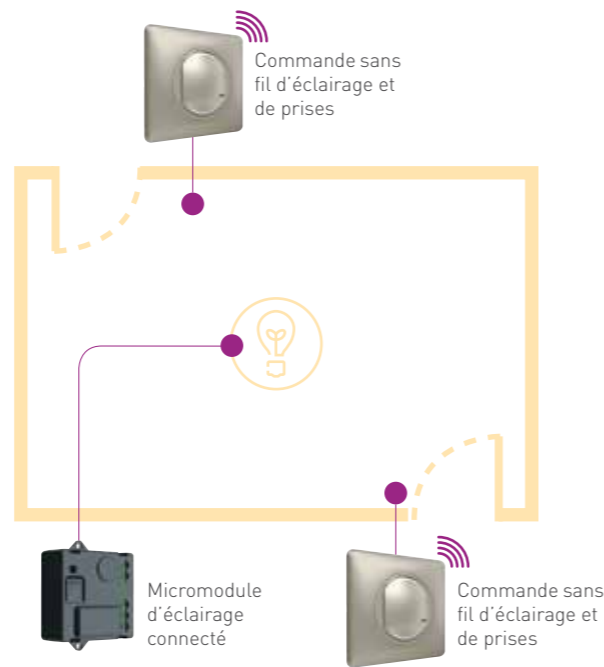 Commande sans
fil d’éclairage et
de prises
Micromodule
d’éclairage
connecté
Commande sans
fil d’éclairage et
de prises